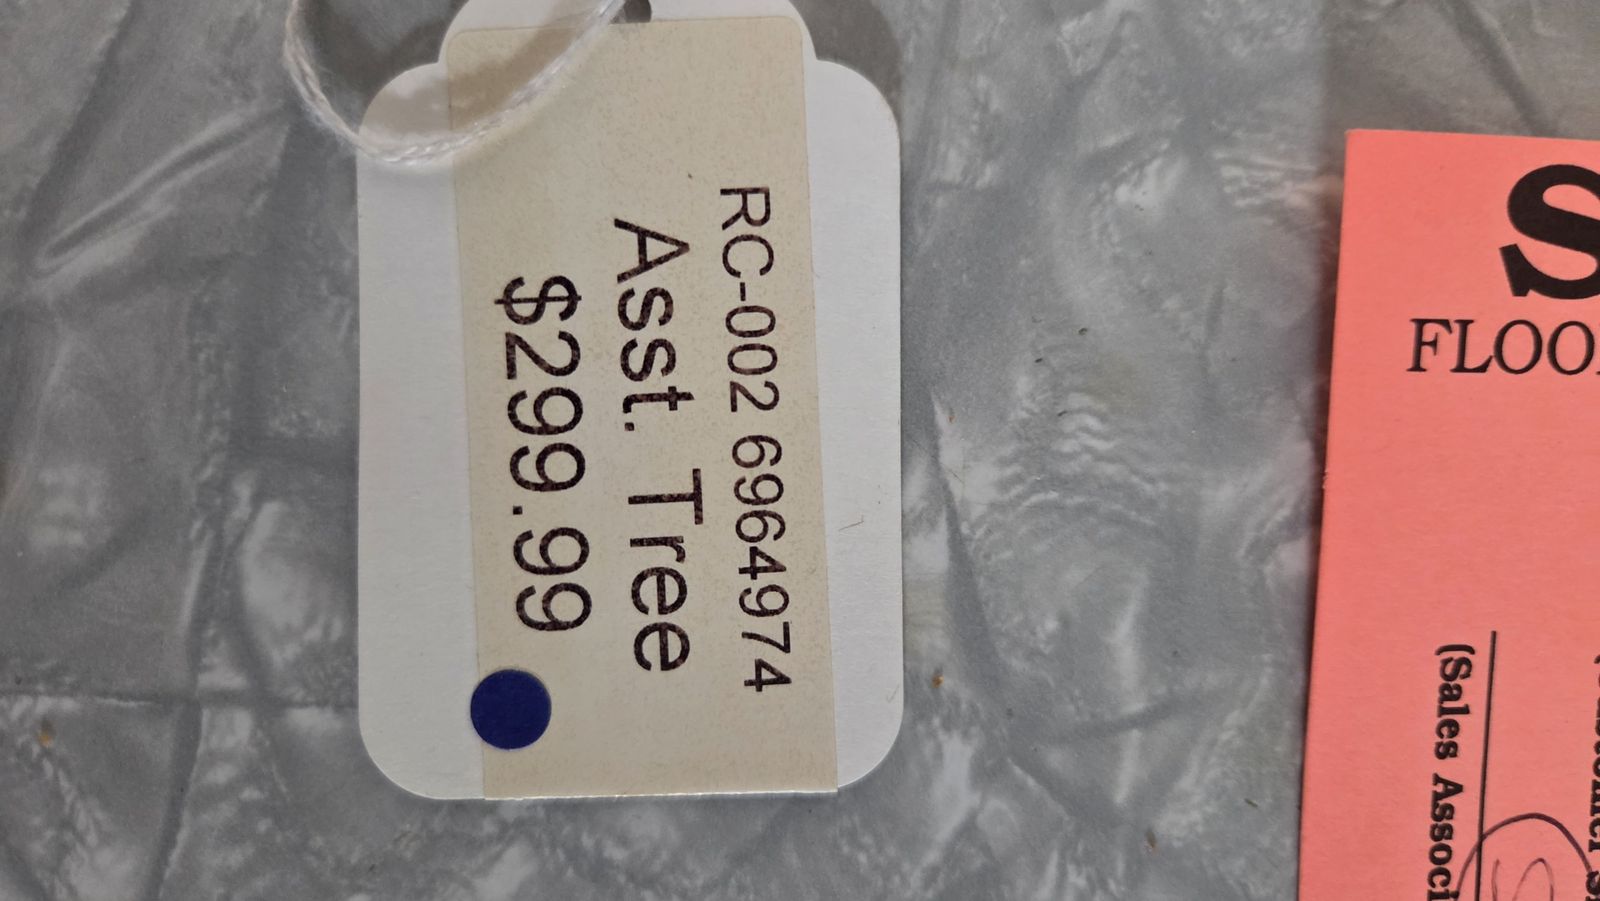 RC-002 6964974
Asst. Tree
$299.99
S
FLOO
(Sales Associ